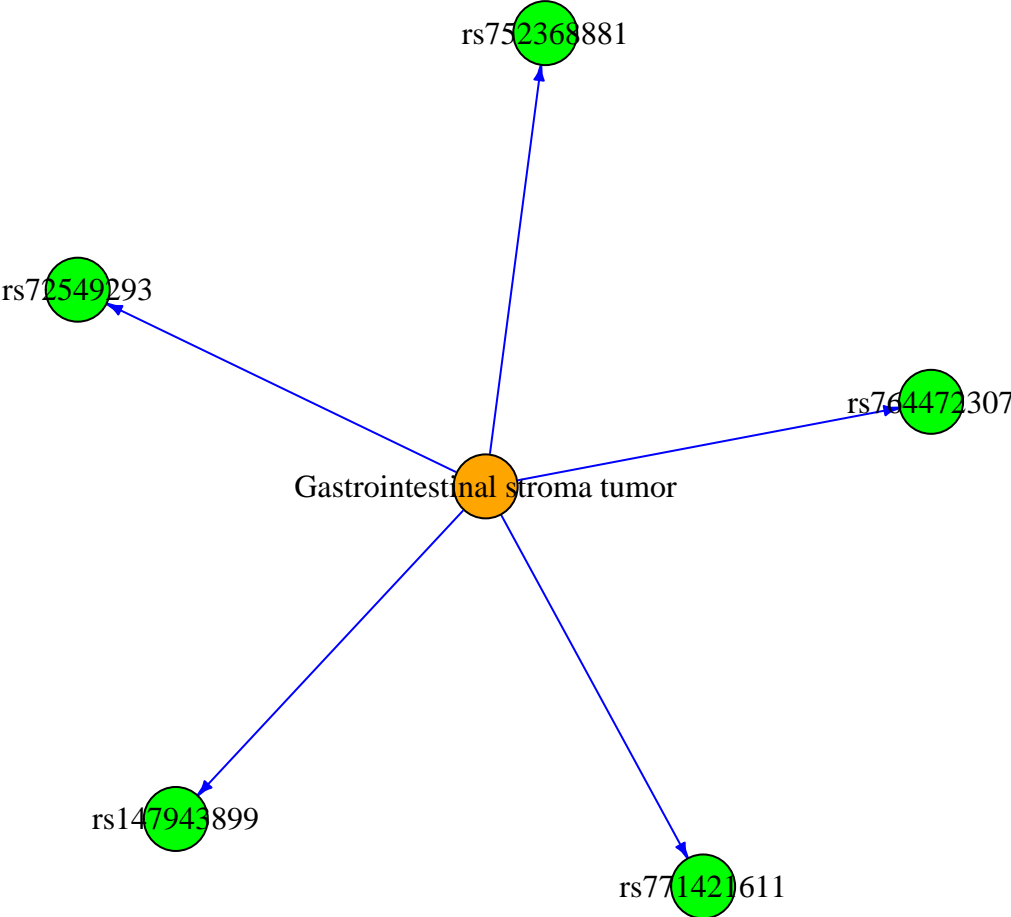 rs752368881
rs72549293
rs764472307
Gastrointestinal stroma tumor
rs147943899
rs771421611